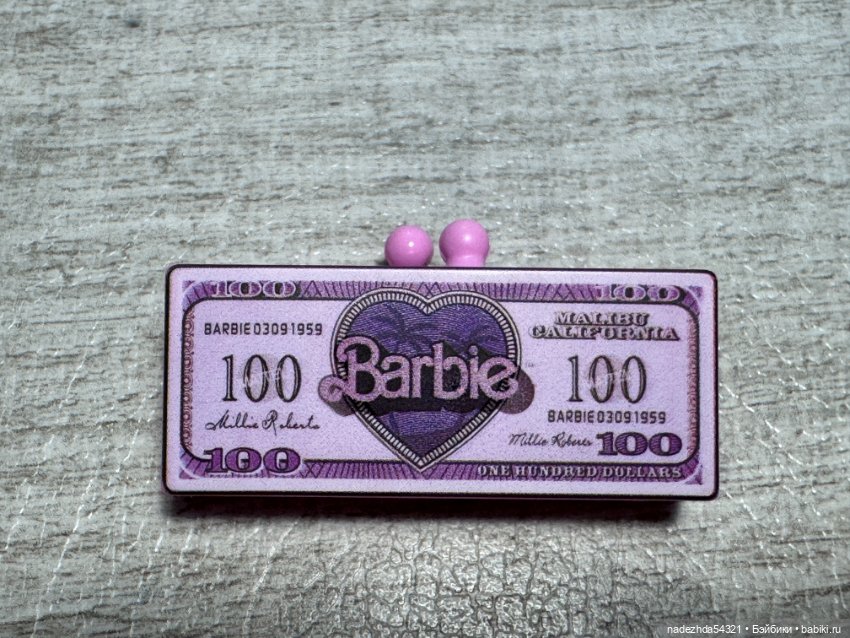 100
100
BARBIE03091959
MALIBU
CALIFORNIA
100
Barbie
100
Millie Roberts
BARBIE03091959
Millie Roberts
100
100
ONE HUNDRED DOLLARS
nadezhda54321 • Бэйбики • babiki.ru